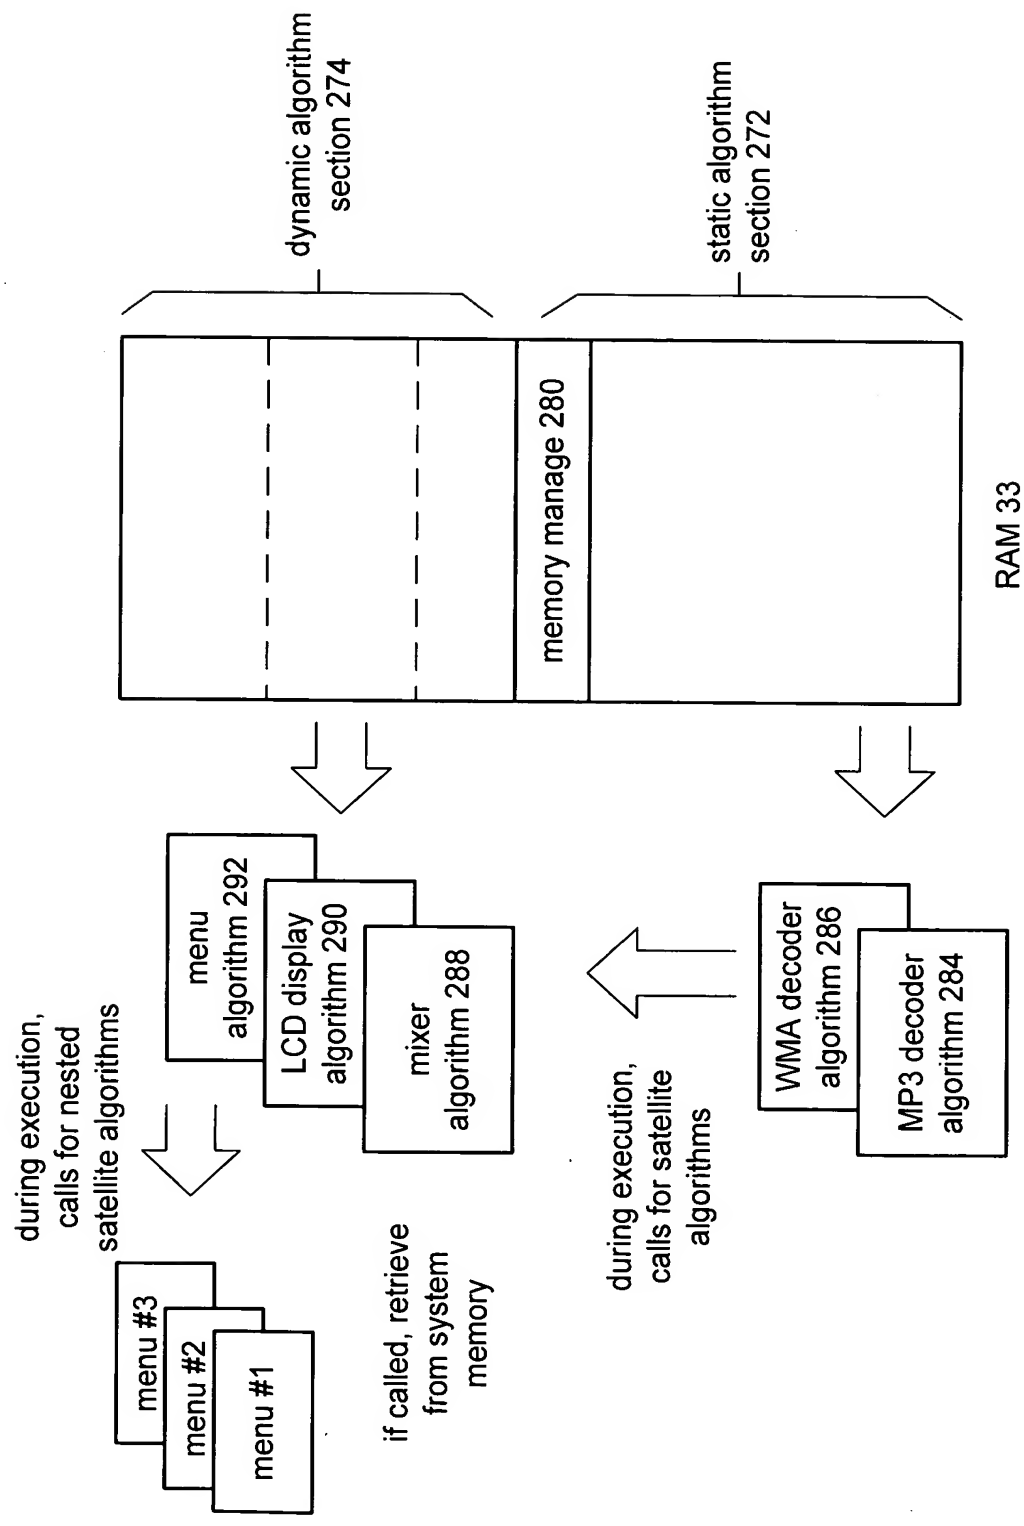 during execution,
calls for nested
satellite algorithms
menu #3
menu #2
menu #1
menu
algorithm 292
LCD display
algorithm 290
mixer
algorithm 288
if called, retrieve
from system
memory
during execution,
calls for satellite
algorithms
WMA decoder
algorithm 286
MP3 decoder
algorithm 284
dynamic algorithm
section 274
memory manage 280
static algorithm
section 272
RAM 33